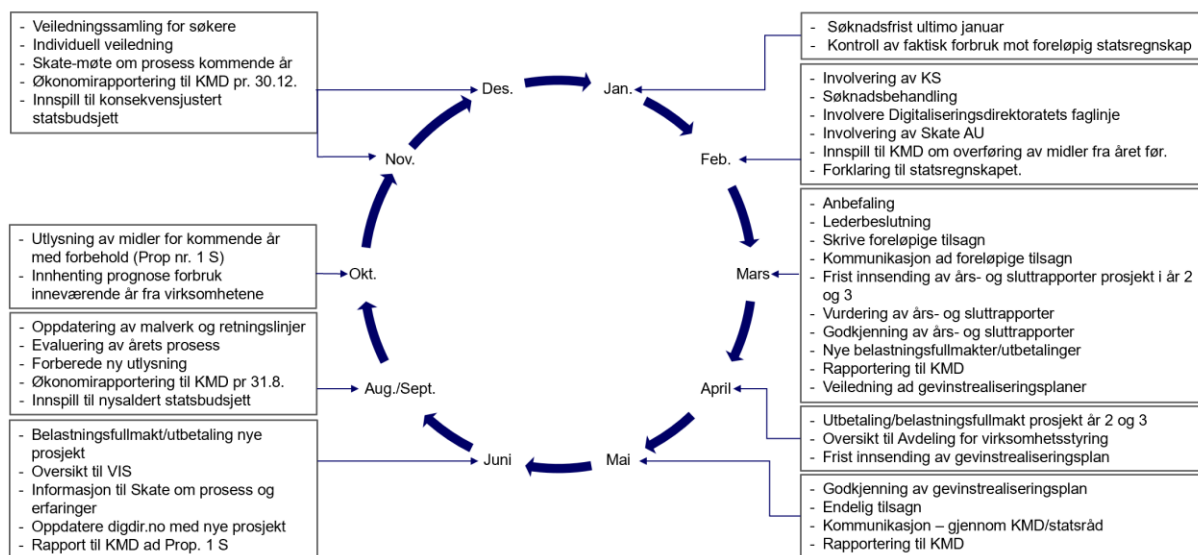 - Veiledningssamling for søkere
- Individuell veiledning
- Skate-møte om prosess kommende år
- Økonomirapportering til KMD pr. 30.12.
- Innspill til konsekvensjustert
statsbudsjett
- Søknadsfrist ultimo januar
- Kontroll av faktisk forbruk mot foreløpig statsregnskap
Des.
Jan.
- Involvering av KS
- Søknadsbehandling
- Involvere Digitaliseringsdirektoratets faglinje
- Involvering av Skate AU
- Innspill til KMD om overføring av midler fra året før.
- Forklaring til statsregnskapet.
Nov.
Feb.
- Utlysning av midler for kommende år
med forbehold (Prop nr. 1 S)
- Innhenting prognose forbruk
inneværende år fra virksomhetene
Okt.
Mars
- Anbefaling
- Lederbeslutning
- Skrive foreløpige tilsagn
- Kommunikasjon ad foreløpige tilsagn
- Frist innsending av års- og sluttrapporter prosjekt i år 2
og 3
- Vurdering av års- og sluttrapporter
- Godkjenning av års- og sluttrapporter
- Nye belastningsfullmakter/utbetalinger
- Rapportering til KMD
- Veiledning ad gevinstrealiseringsplaner
- Oppdatering av malverk og retningslinjer
- Evaluering av årets prosess
- Forberede ny utlysning
- Økonomirapportering til KMD pr 31.8.
- Innspill til nysaldert statsbudsjett
Aug./Sept.
April
- Utbetaling/belastningsfullmakt prosjekt år 2 og 3
- Oversikt til Avdeling for virksomhetsstyring
- Frist innsending av gevinstrealiseringsplan
- Belastningsfullmakt/utbetaling nye
prosjekt
- Oversikt til VIS
- Informasjon til Skate om prosess og
erfaringer
- Oppdatere digdir.no med nye prosjekt
- Rapport til KMD ad Prop. 1 S
Juni
Mai
- Godkjenning av gevinstrealiseringsplan
- Endelig tilsagn
- Kommunikasjon – gjennom KMD/statsråd
- Rapportering til KMD